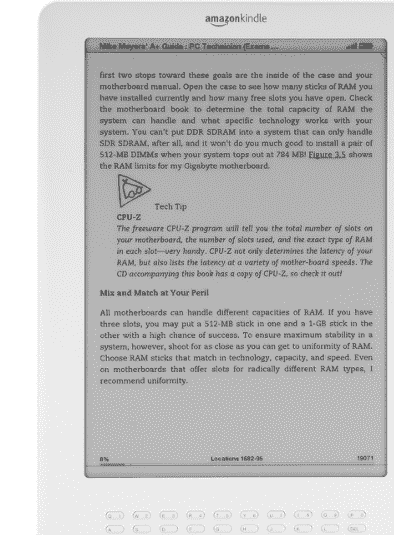 amazonkindle
Mike Meyers' A+ Guide : PC Technician (Exams ...
first two stops toward these goals are the inside of the case and your
motherboard manual. Open the case to see how many sticks of RAM you
have installed currently and how many free slots you have open. Check
the motherboard book to determine the total capacity of RAM the
system can handle and what specific technology works with your
system. You can't put DDR SDRAM into a system that can only handle
SDR SDRAM, after all, and it won't do you much good to install a pair of
512-MB DIMMs when your system tops out at 784 MB! Figure 3.5 shows
the RAM limits for my Gigabyte motherboard.
Tech Tip
CPU-Z
The freeware CPU-Z program will tell you the total number of slots on
your motherboard, the number of slots used, and the exact type of RAM
in each slot—very handy. CPU-Z not only determines the latency of your
RAM, but also lists the latency at a variety of mother-board speeds. The
CD accompanying this book has a copy of CPU-Z, so check it out!
Mix and Match at Your Peril
All motherboards can handle different capacities of RAM. If you have
three slots, you may put a 512-MB stick in one and a 1-GB stick in the
other with a high chance of success. To ensure maximum stability in a
system, however, shoot for as close as you can get to uniformity of RAM.
Choose RAM sticks that match in technology, capacity, and speed. Even
on motherboards that offer slots for radically different RAM types, I
recommend uniformity.
8% Locations 1682-95 19071